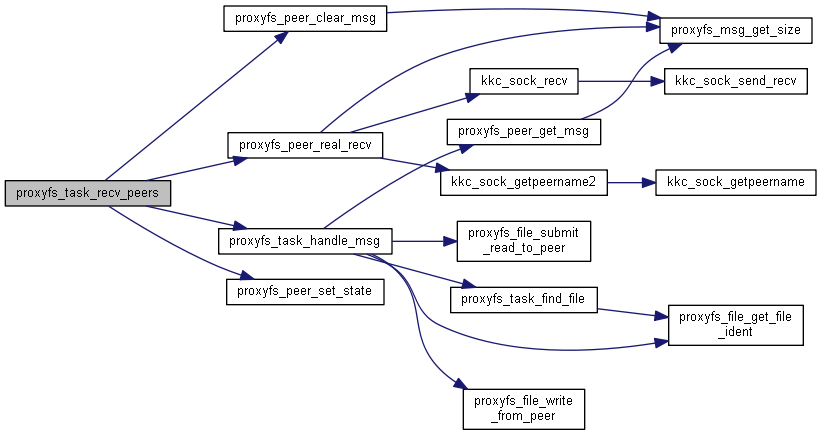 proxyfs_peer_clear_msg
proxyfs_msg_get_size
kkc_sock_recv
kkc_sock_send_recv
proxyfs_peer_get_msg
proxyfs_peer_real_recv
kkc_sock_getpeername2
kkc_sock_getpeername
proxyfs_task_recv_peers
proxyfs_task_handle_msg
proxyfs_file_submit
_read_to_peer
proxyfs_peer_set_state
proxyfs_task_find_file
proxyfs_file_get_file
_ident
proxyfs_file_write
_from_peer